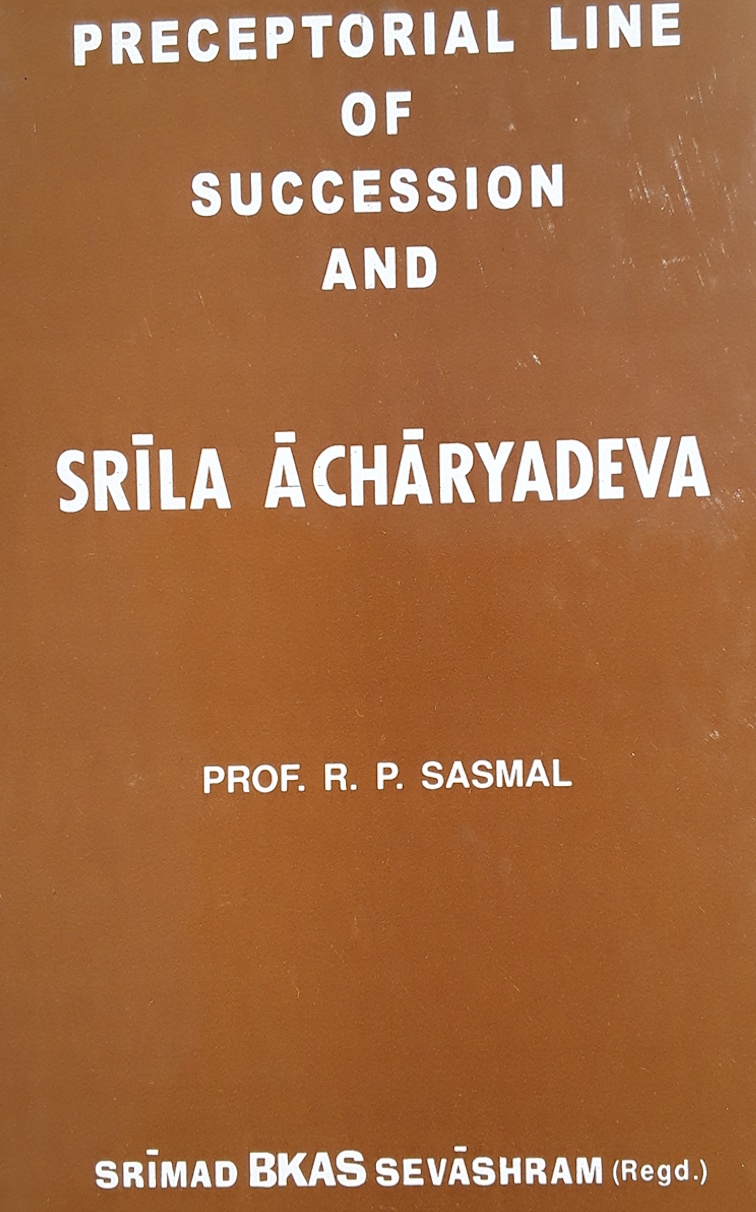 PRECEPTORIAL LINE
OF
SUCCESSION
AND
SRĪLA ĀCHĀRYADEVA
PROF. R. P. SASMAL
SRĪMAD BKAS SEVĀSHRAM (Regd.)